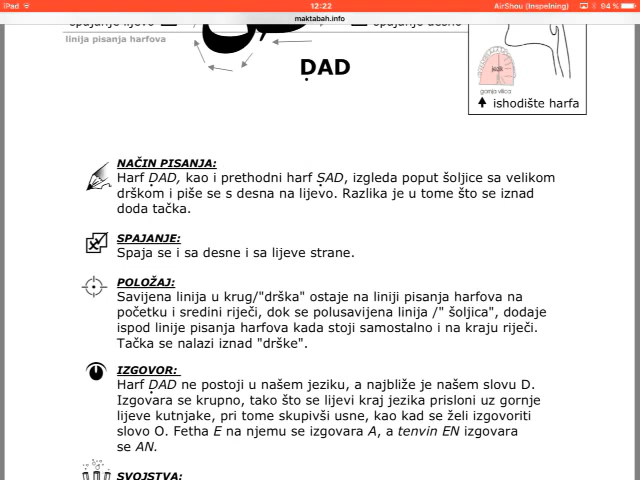 iPad
12:22
AirShou (Inspelning)
94 %
maktabah.info
spajanje lijevo
spajanje desno
linija pisanja harfova
ḌAD
jezik
gornja vilica
ishodište harfa
NAČIN PISANJA:
Harf ḌAD, kao i prethodni harf ṢAD, izgleda poput šoljice sa velikom
drškom i piše se s desna na lijevo. Razlika je u tome što se iznad
doda tačka.
SPAJANJE:
Spaja se i sa desne i sa lijeve strane.
POLOŽAJ:
Savijena linija u krug/"drška" ostaje na liniji pisanja harfova na
početku i sredini riječi, dok se polusavijena linija /" šoljica", dodaje
ispod linije pisanja harfova kada stoji samostalno i na kraju riječi.
Tačka se nalazi iznad "drške".
IZGOVOR:
Harf ḌAD ne postoji u našem jeziku, a najbliže je našem slovu D.
Izgovara se krupno, tako što se lijevi kraj jezika prisloni uz gornje
lijeve kutnjake, pri tome skupivši usne, kao kad se želi izgovoriti
slovo O. Fetha E na njemu se izgovara A, a tenvin EN izgovara
se AN.
SVOJSTVA: